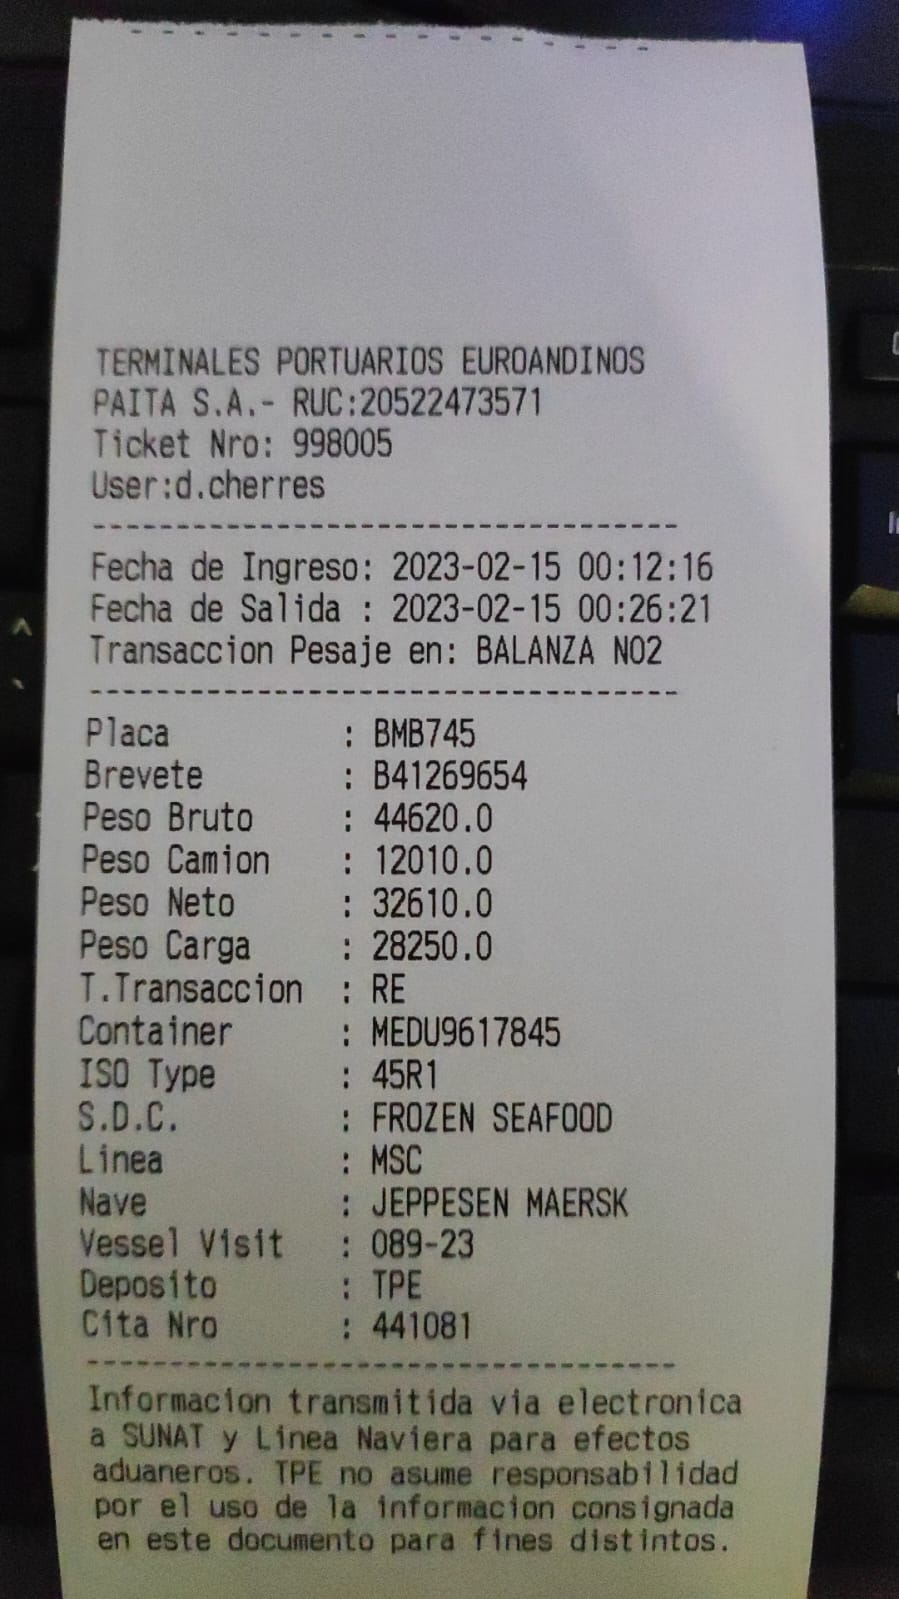 TERMINALES PORTUARIOS EUROANDINOS
PAITA S.A.- RUC:20522473571
Ticket Nro: 998005
User:d.cherres
-----------------------------------
Fecha de Ingreso: 2023-02-15 00:12:16
Fecha de Salida : 2023-02-15 00:26:21
Transaccion Pesaje en: BALANZA NO2
-----------------------------------
Placa : BMB745
Brevete : B41269654
Peso Bruto : 44620.0
Peso Camion : 12010.0
Peso Neto : 32610.0
Peso Carga : 28250.0
T.Transaccion : RE
Container : MEDU9617845
ISO Type : 45R1
S.D.C. : FROZEN SEAFOOD
Linea : MSC
Nave : JEPPESEN MAERSK
Vessel Visit : 089-23
Deposito : TPE
Cita Nro : 441081
-----------------------------------
Informacion transmitida via electronica
a SUNAT y Linea Naviera para efectos
aduaneros. TPE no asume responsabilidad
por el uso de la informacion consignada
en este documento para fines distintos.